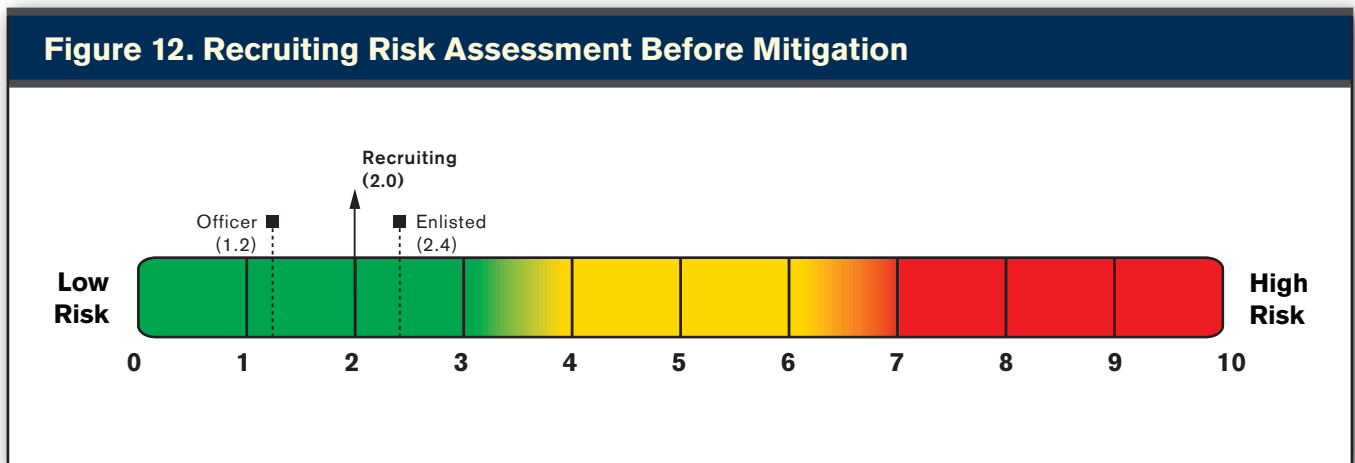 Figure 12. Recruiting Risk Assessment Before Mitigation
Recruiting
(2.0)
Officer
(1.2)
Enlisted
(2.4)
Low
Risk
High
Risk
0 1 2 3 4 5 6 7 8 9 10